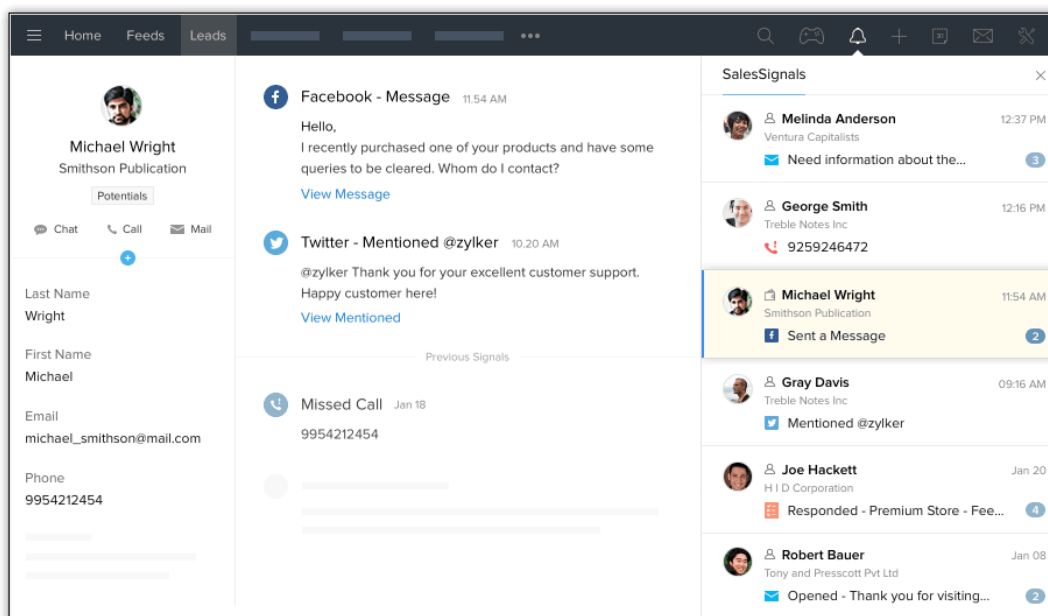 Home Feeds Leads
Michael Wright
Smithson Publication
Potentials
Chat Call Mail
Last Name
Wright
First Name
Michael
Email
michael_smithson@mail.com
Phone
9954212454
Facebook - Message 11.54 AM
Hello,
I recently purchased one of your products and have some
queries to be cleared. Whom do I contact?
View Message
Twitter - Mentioned @zylker 10.20 AM
@zylker Thank you for your excellent customer support.
Happy customer here!
View Mentioned
Previous Signals
Missed Call Jan 18
9954212454
SalesSignals
Melinda Anderson 12:37 PM
Ventura Capitalists
Need information about the... 3
George Smith 12:16 PM
Treble Notes Inc
9259246472
Michael Wright 11:54 AM
Smithson Publication
Sent a Message 2
Gray Davis 09:16 AM
Treble Notes Inc
Mentioned @zylker
Joe Hackett Jan 20
H I D Corporation
Responded - Premium Store - Fee... 4
Robert Bauer Jan 08
Tony and Presscott Pvt Ltd
Opened - Thank you for visiting... 2